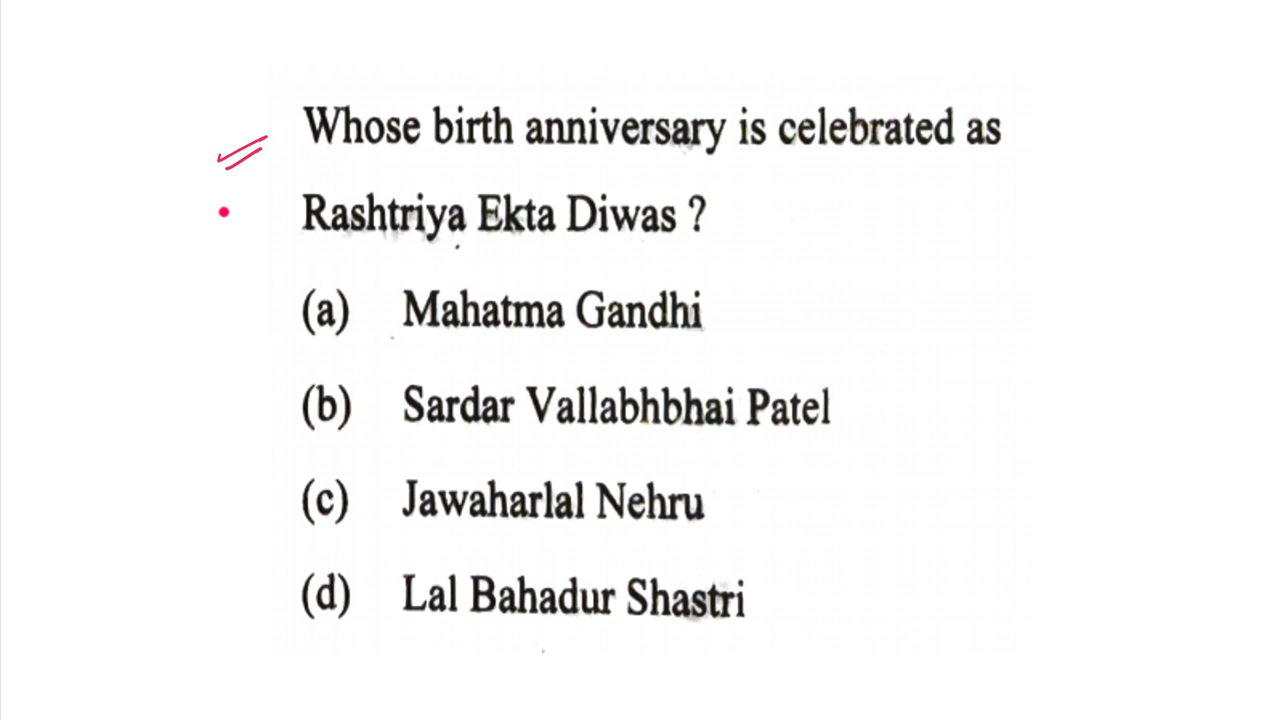 Whose birth anniversary is celebrated as
Rashtriya Ekta Diwas ?
(a) Mahatma Gandhi
(b) Sardar Vallabhbhai Patel
(c) Jawaharlal Nehru
(d) Lal Bahadur Shastri